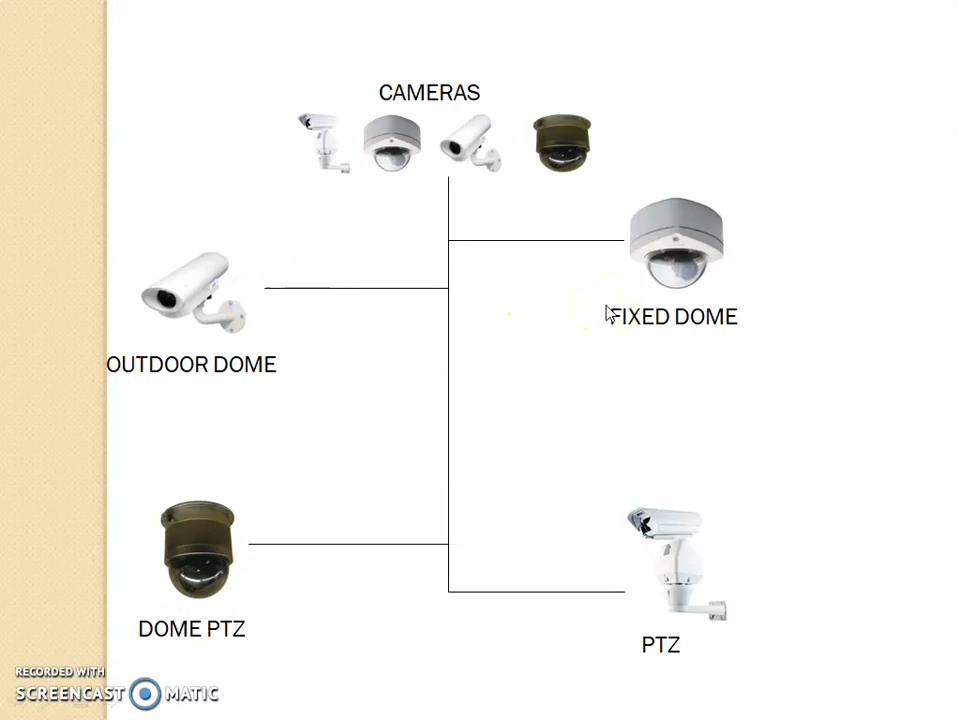 CAMERAS
FIXED DOME
OUTDOOR DOME
DOME PTZ
PTZ
RECORDED WITH
SCREENCAST MATIC